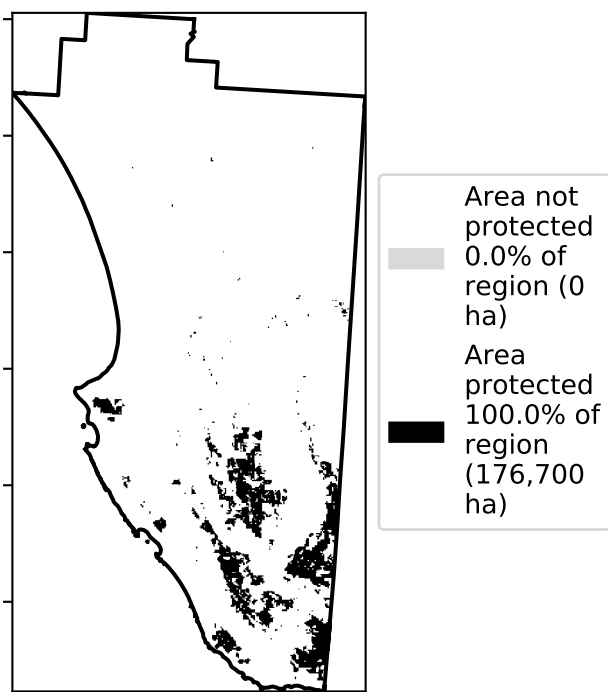 Area not
protected
0.0% of
region (0
ha)
Area
protected
100.0% of
region
(176,700
ha)